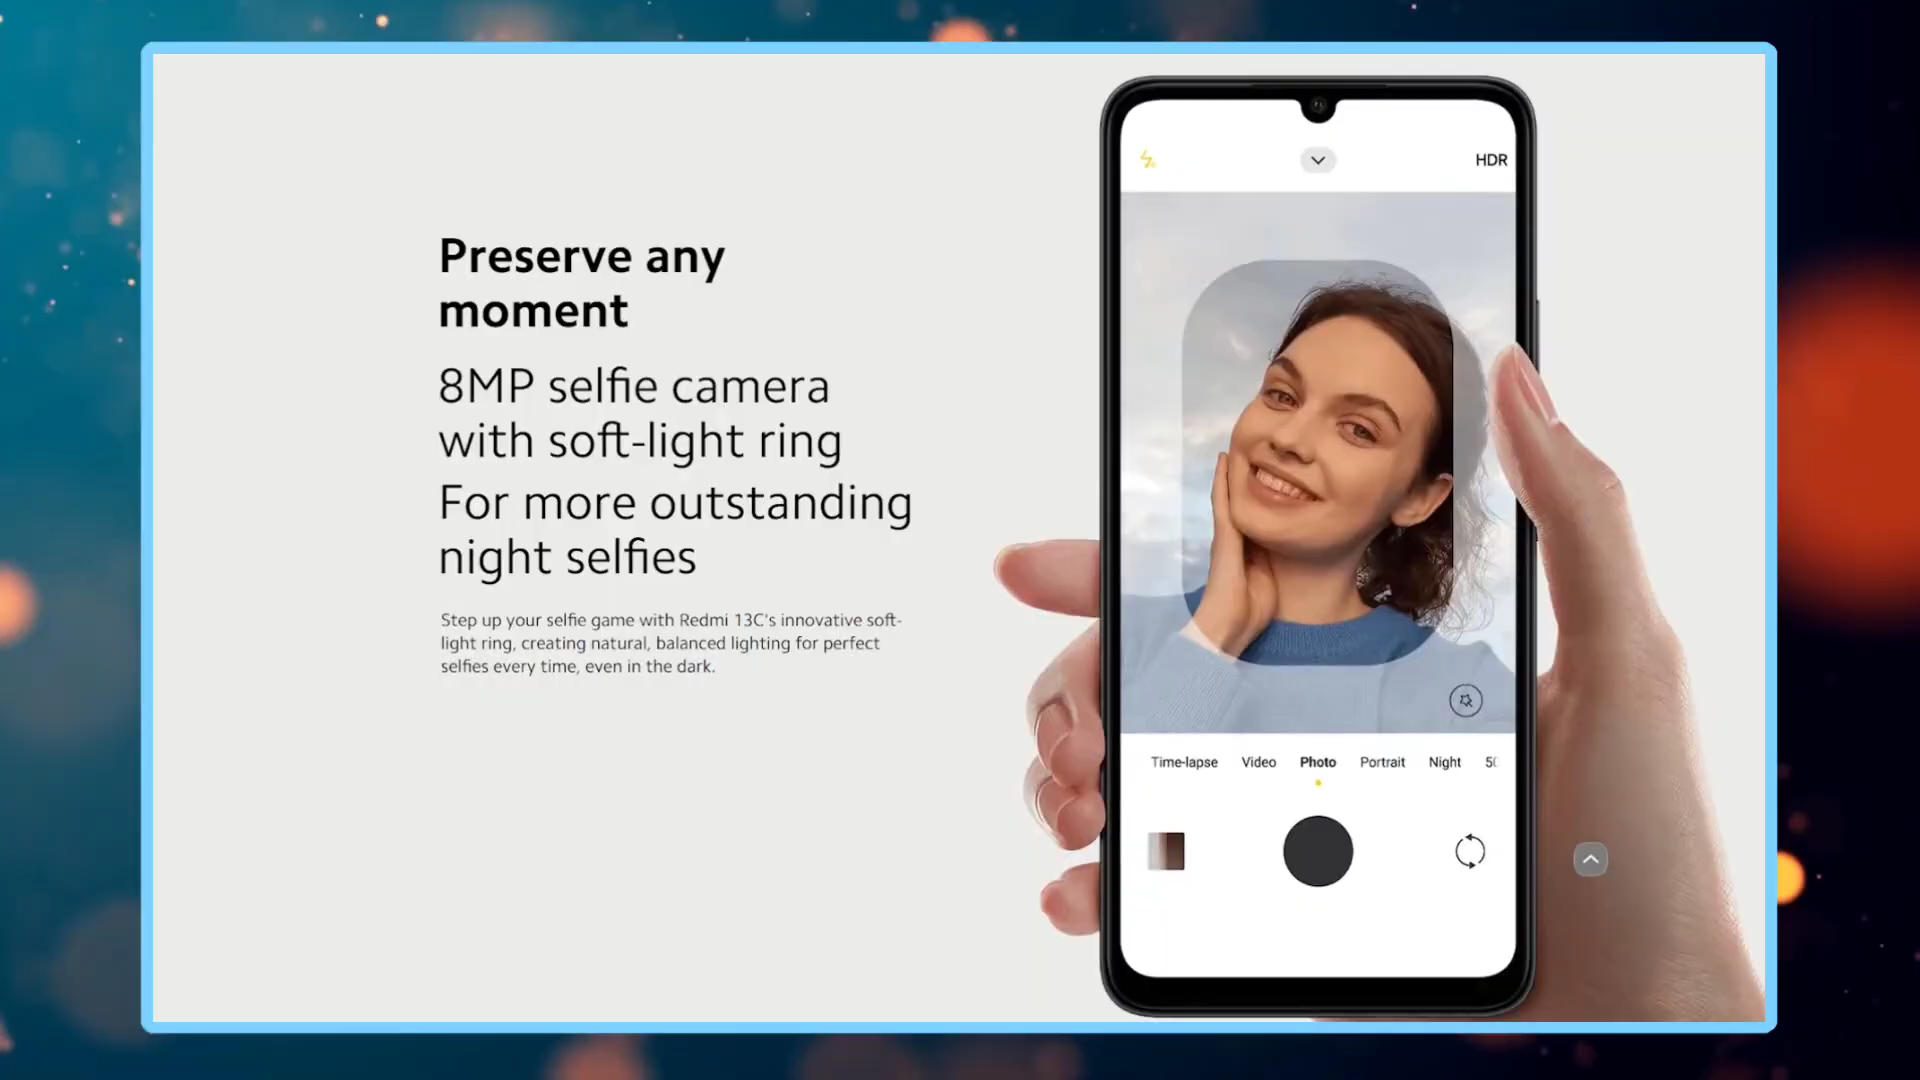 Preserve any
moment
8MP selfie camera
with soft-light ring
For more outstanding
night selfies
Step up your selfie game with Redmi 13C's innovative soft-
light ring, creating natural, balanced lighting for perfect
selfies every time, even in the dark.
HDR
Time-lapse Video Photo Portrait Night